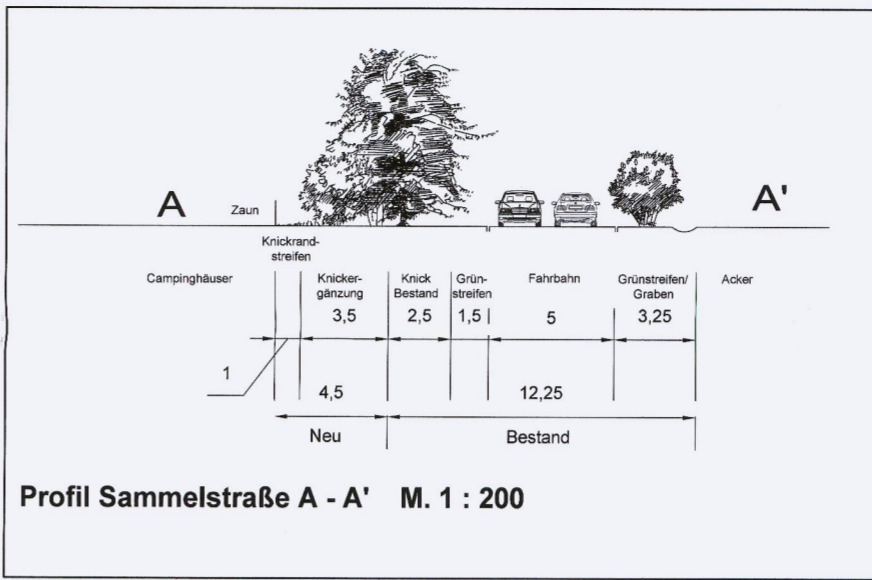 A
Zaun
A'
Knickrand-
streifen
Campinghäuser
Knicker-
gänzung
Knick
Bestand
Grün-
streifen
Fahrbahn
Grünstreifen/
Graben
Acker
3,5
2,5
1,5
5
3,25
1
4,5
12,25
Neu
Bestand
Profil Sammelstraße A - A' M. 1 : 200